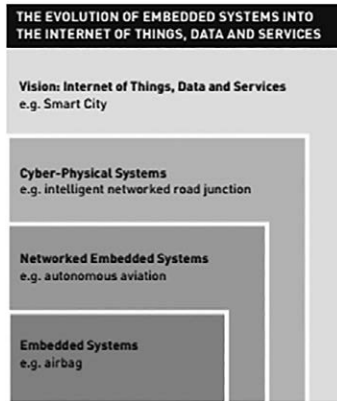 THE EVOLUTION OF EMBEDDED SYSTEMS INTO
THE INTERNET OF THINGS, DATA AND SERVICES
Vision: Internet of Things, Data and Services
e.g. Smart City
Cyber-Physical Systems
e.g. intelligent networked road junction
Networked Embedded Systems
e.g. autonomous aviation
Embedded Systems
e.g. airbag